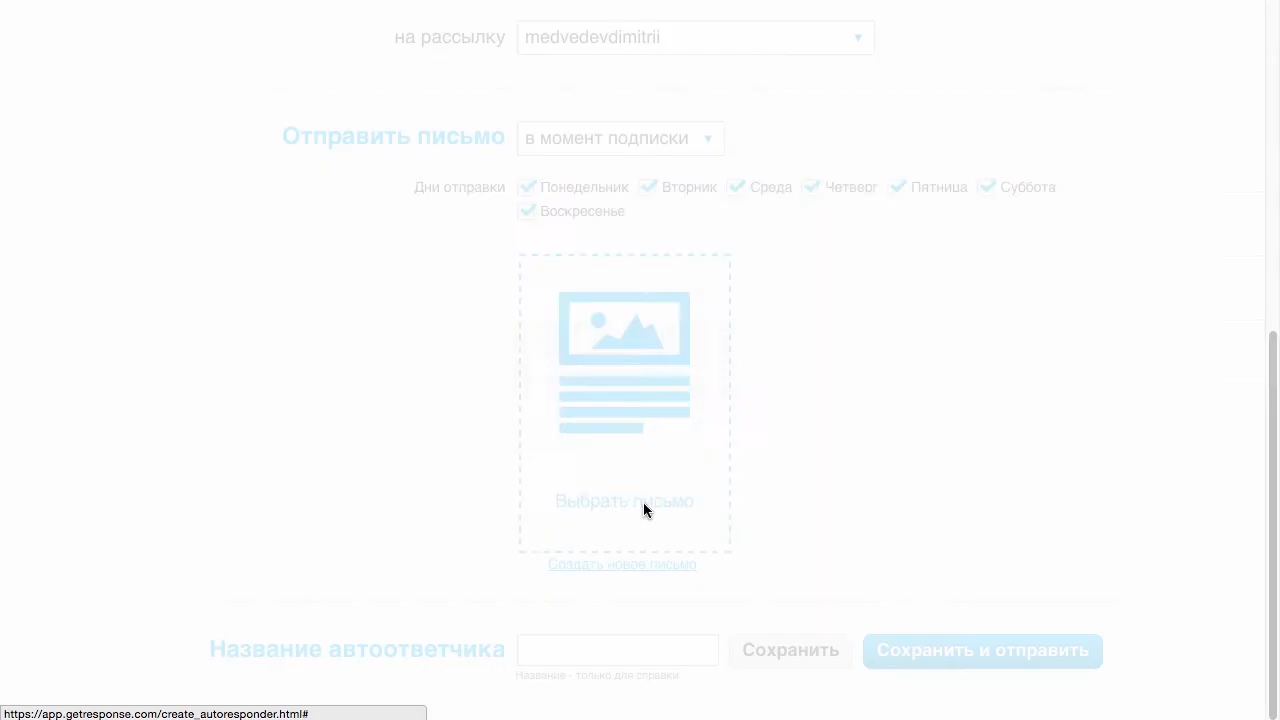 на рассылку medvedevdimitrii
Отправить письмо в момент подписки
Дни отправки Понедельник Вторник Среда Четверг Пятница Суббота
Воскресенье
Выбрать письмо
Создать новое письмо
Название автоответчика Сохранить Сохранить и отправить
Название - только для справки
https://app.getresponse.com/create_autoresponder.html#